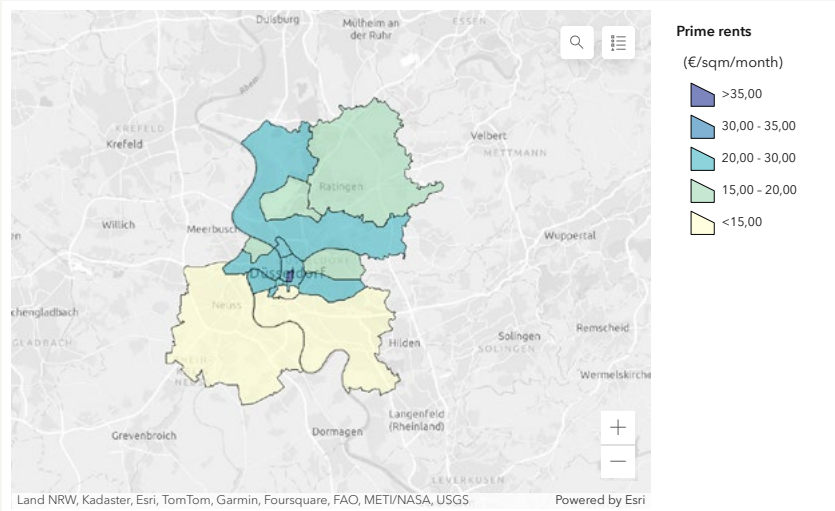 Duisburg
Mülheim an
der Ruhr
ESSEN
Rhein
KREFELD
Krefeld
Velbert
METTMANN
Ratingen
Willich
Meerbusch
Wuppertal
en
Düsseldorf
Neuss
chengladbach
GLADBACH
Hilden
Solingen
SOLINGEN
Remscheid
RHEIN-
Wermelskirche
Grevenbroich
Dormagen
Langenfeld
(Rheinland)
LEVERKUSEN
+
−
Land NRW, Kadaster, Esri, TomTom, Garmin, Foursquare, FAO, METI/NASA, USGS
Powered by Esri
Prime rents
(€/sqm/month)
>35,00
30,00 - 35,00
20,00 - 30,00
15,00 - 20,00
<15,00